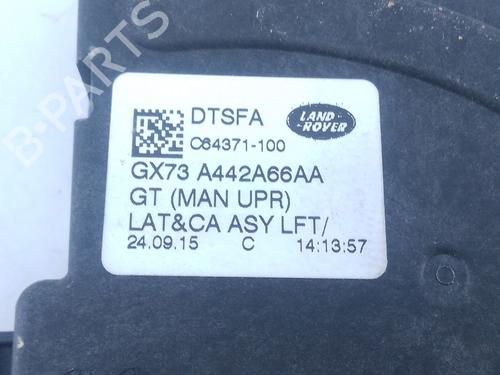 B-PARTS
DTSFA
LAND
ROVER
C64371-100
GX73 A442A66AA
GT (MAN UPR)
LAT&CA ASY LFT/
24.09.15 C 14:13:57